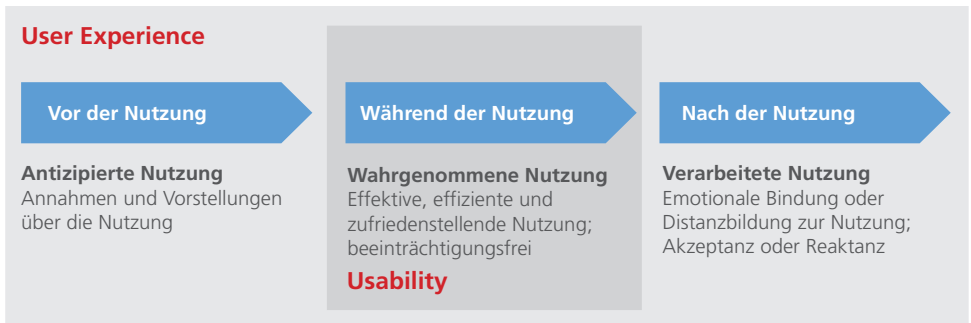 User Experience
Vor der Nutzung
Antizipierte Nutzung
Annahmen und Vorstellungen
über die Nutzung
Während der Nutzung
Wahrgenommene Nutzung
Effektive, effiziente und
zufriedenstellende Nutzung;
beeinträchtigungsfrei
Usability
Nach der Nutzung
Verarbeitete Nutzung
Emotionale Bindung oder
Distanzbildung zur Nutzung;
Akzeptanz oder Reaktanz